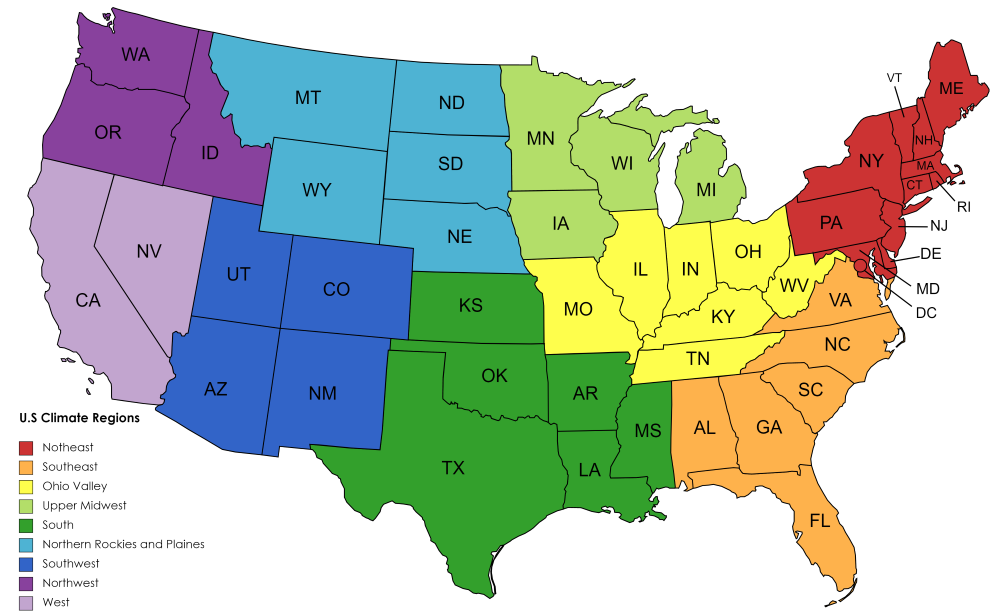 WA
OR
ID
MT
WY
ND
SD
NE
MN
WI
MI
IA
VT
ME
NH
NY
MA
CT
RI
PA
NJ
DE
MD
DC
CA
NV
UT
CO
AZ
NM
KS
OK
TX
AR
LA
MS
MO
IL
IN
OH
WV
KY
TN
VA
NC
SC
AL
GA
FL
U.S Climate Regions
Notheast
Southeast
Ohio Valley
Upper Midwest
South
Northern Rockies and Plaines
Southwest
Northwest
West